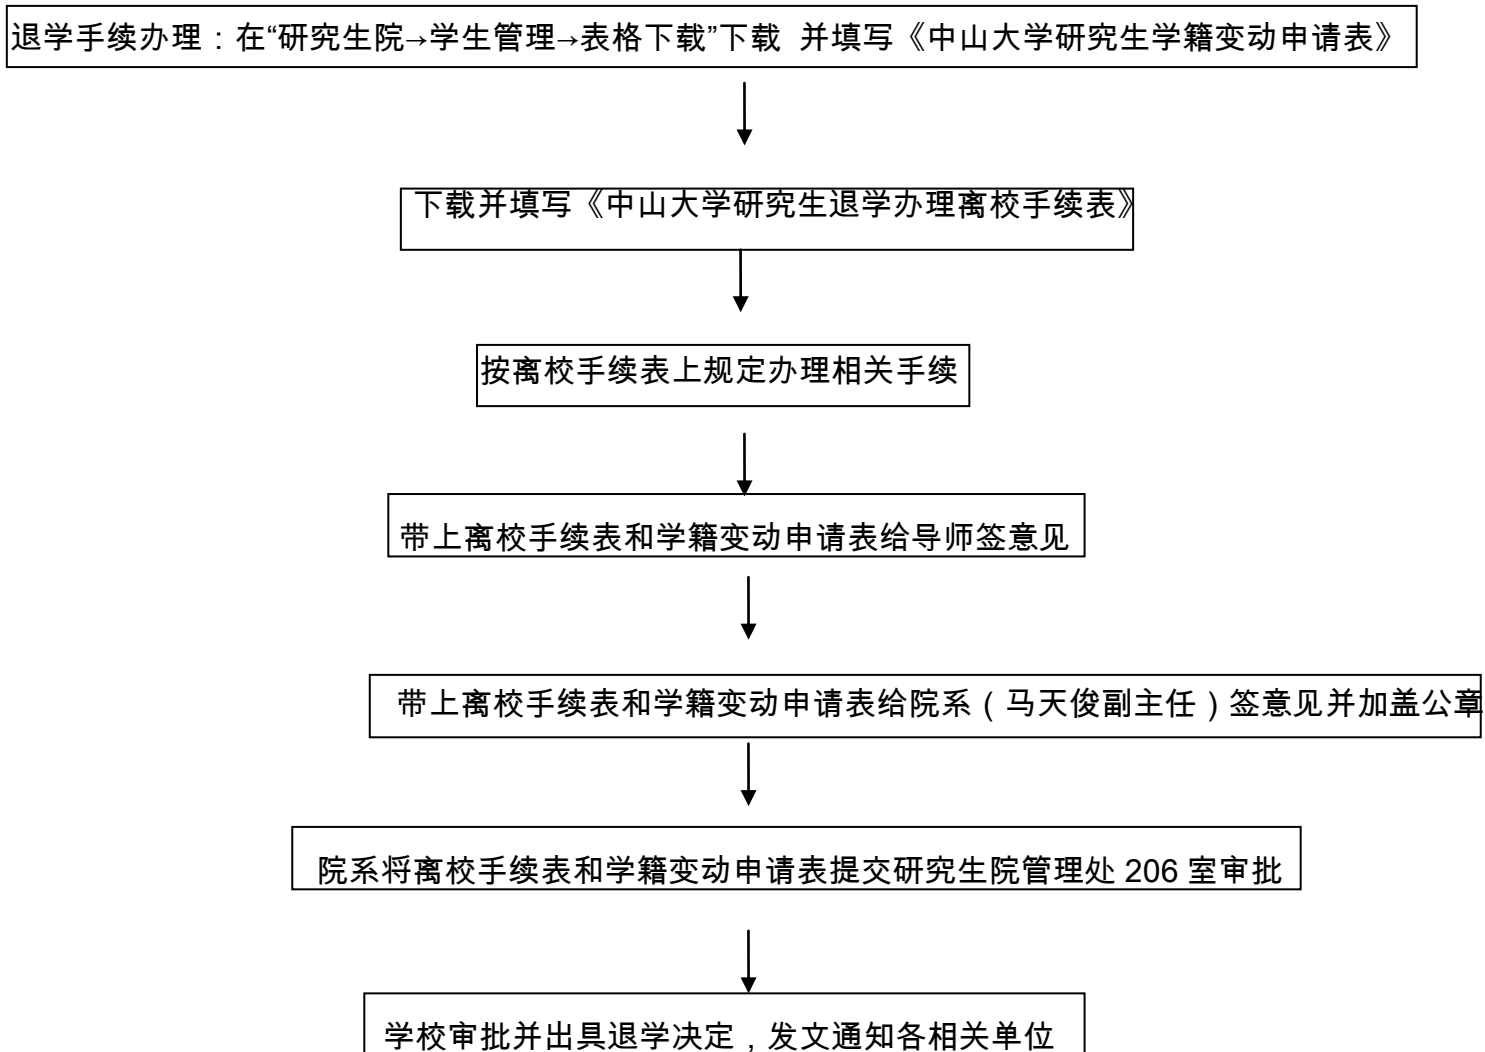 退学手续办理：在“研究生院→学生管理→表格下载”下载 并填写《中山大学研究生学籍变动申请表》
下载并填写《中山大学研究生退学办理离校手续表》
按离校手续表上规定办理相关手续
带上离校手续表和学籍变动申请表给导师签意见
带上离校手续表和学籍变动申请表给院系（马天俊副主任）签意见并加盖公章
院系将离校手续表和学籍变动申请表提交研究生院管理处 206 室审批
学校审批并出具退学决定，发文通知各相关单位